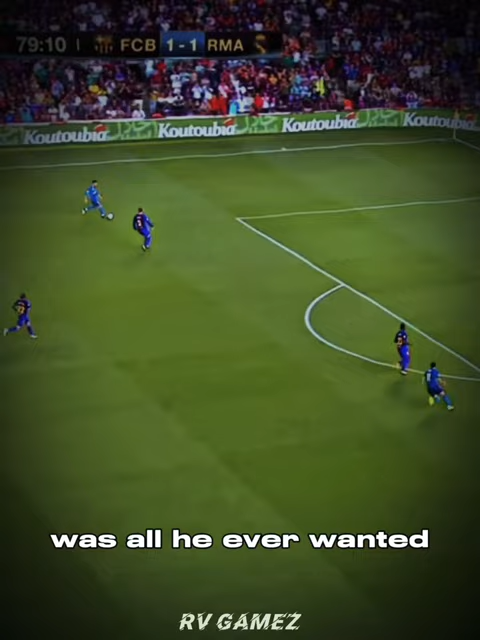 79:10 FCB 1-1 RMA
Koutoubia Koutoubia Koutoubia Koutoubia
was all he ever wanted
RV GAMEZ